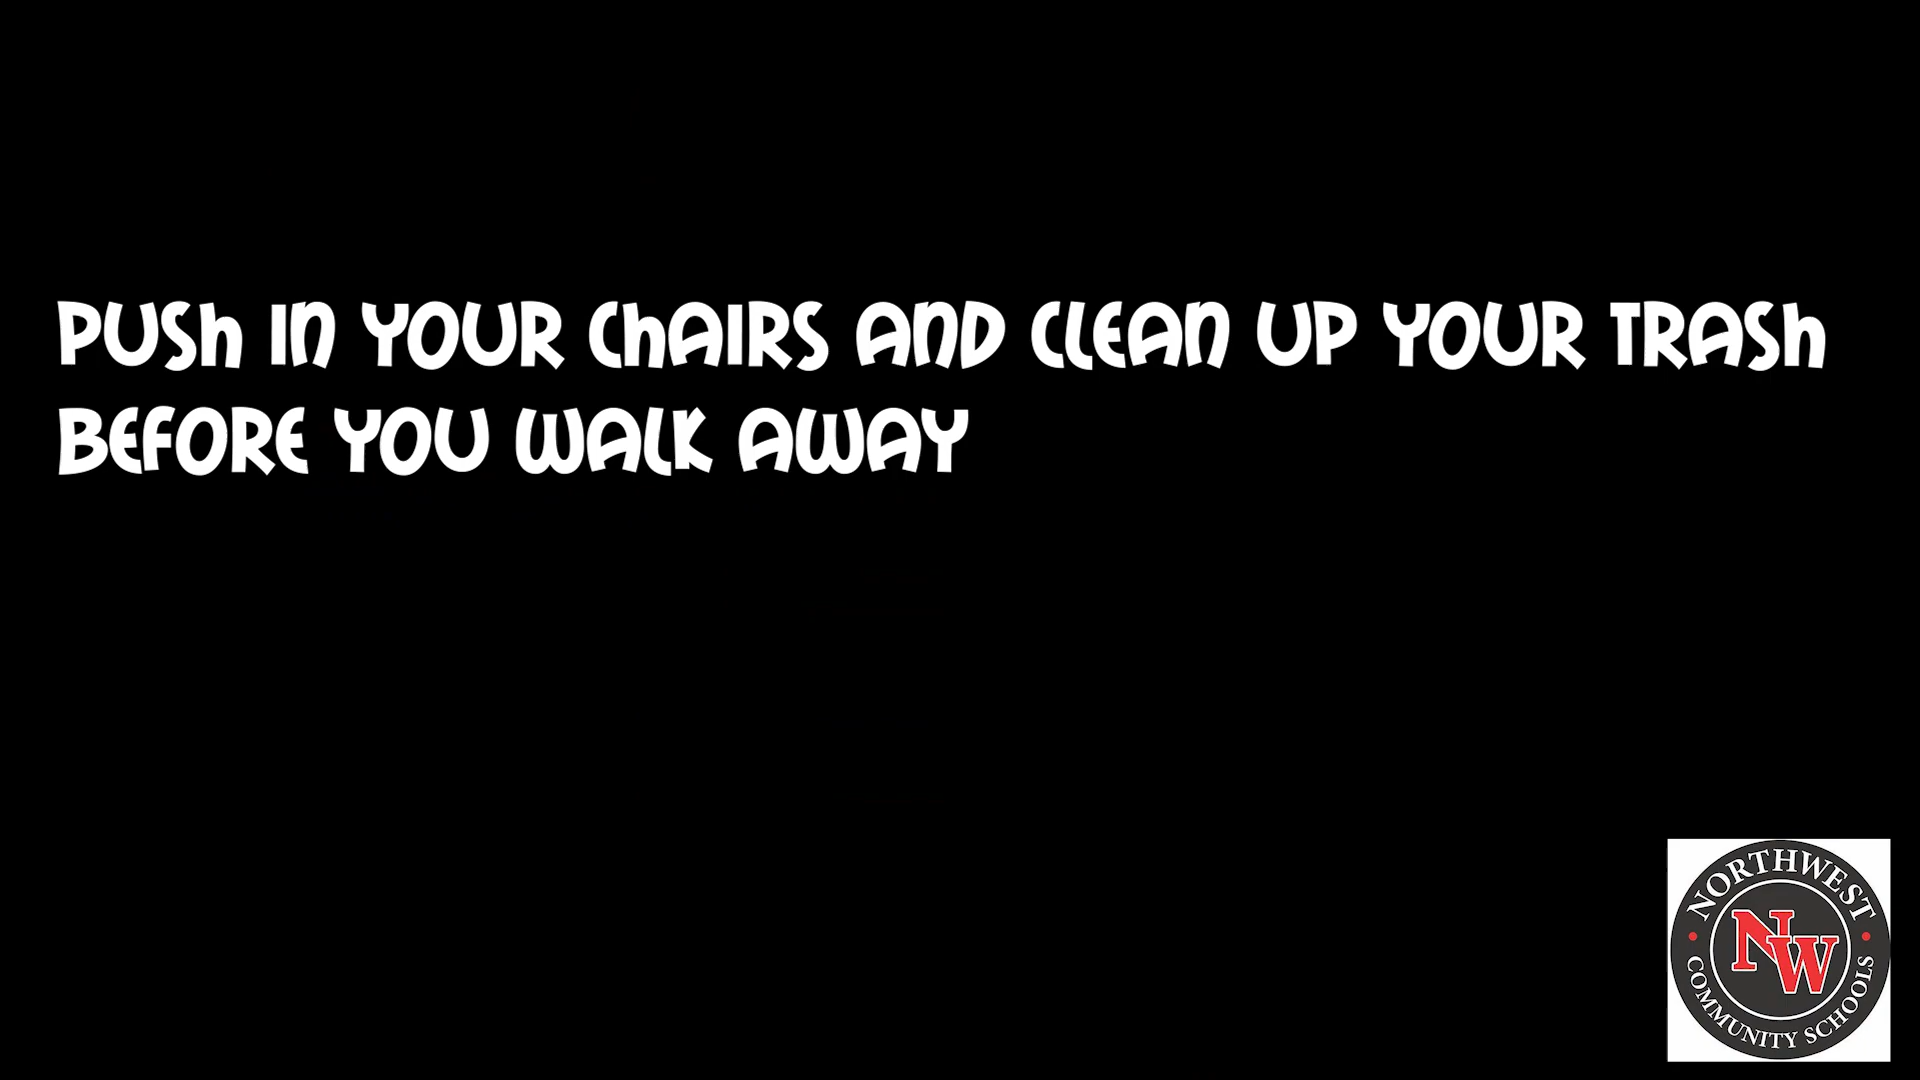 PUSh IN YOUR ChAIRS AND CLEAN UP YOUR TRASh
BEFORE YOU WALK AWAY
NORTHWEST
NW
COMMUNITY SCHOOLS